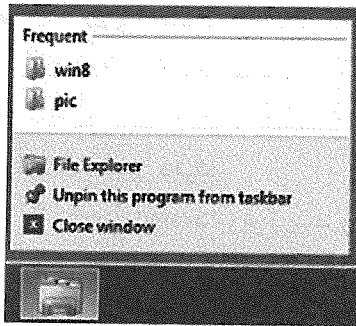 Frequent
win8
pic
File Explorer
Unpin this program from taskbar
Close window